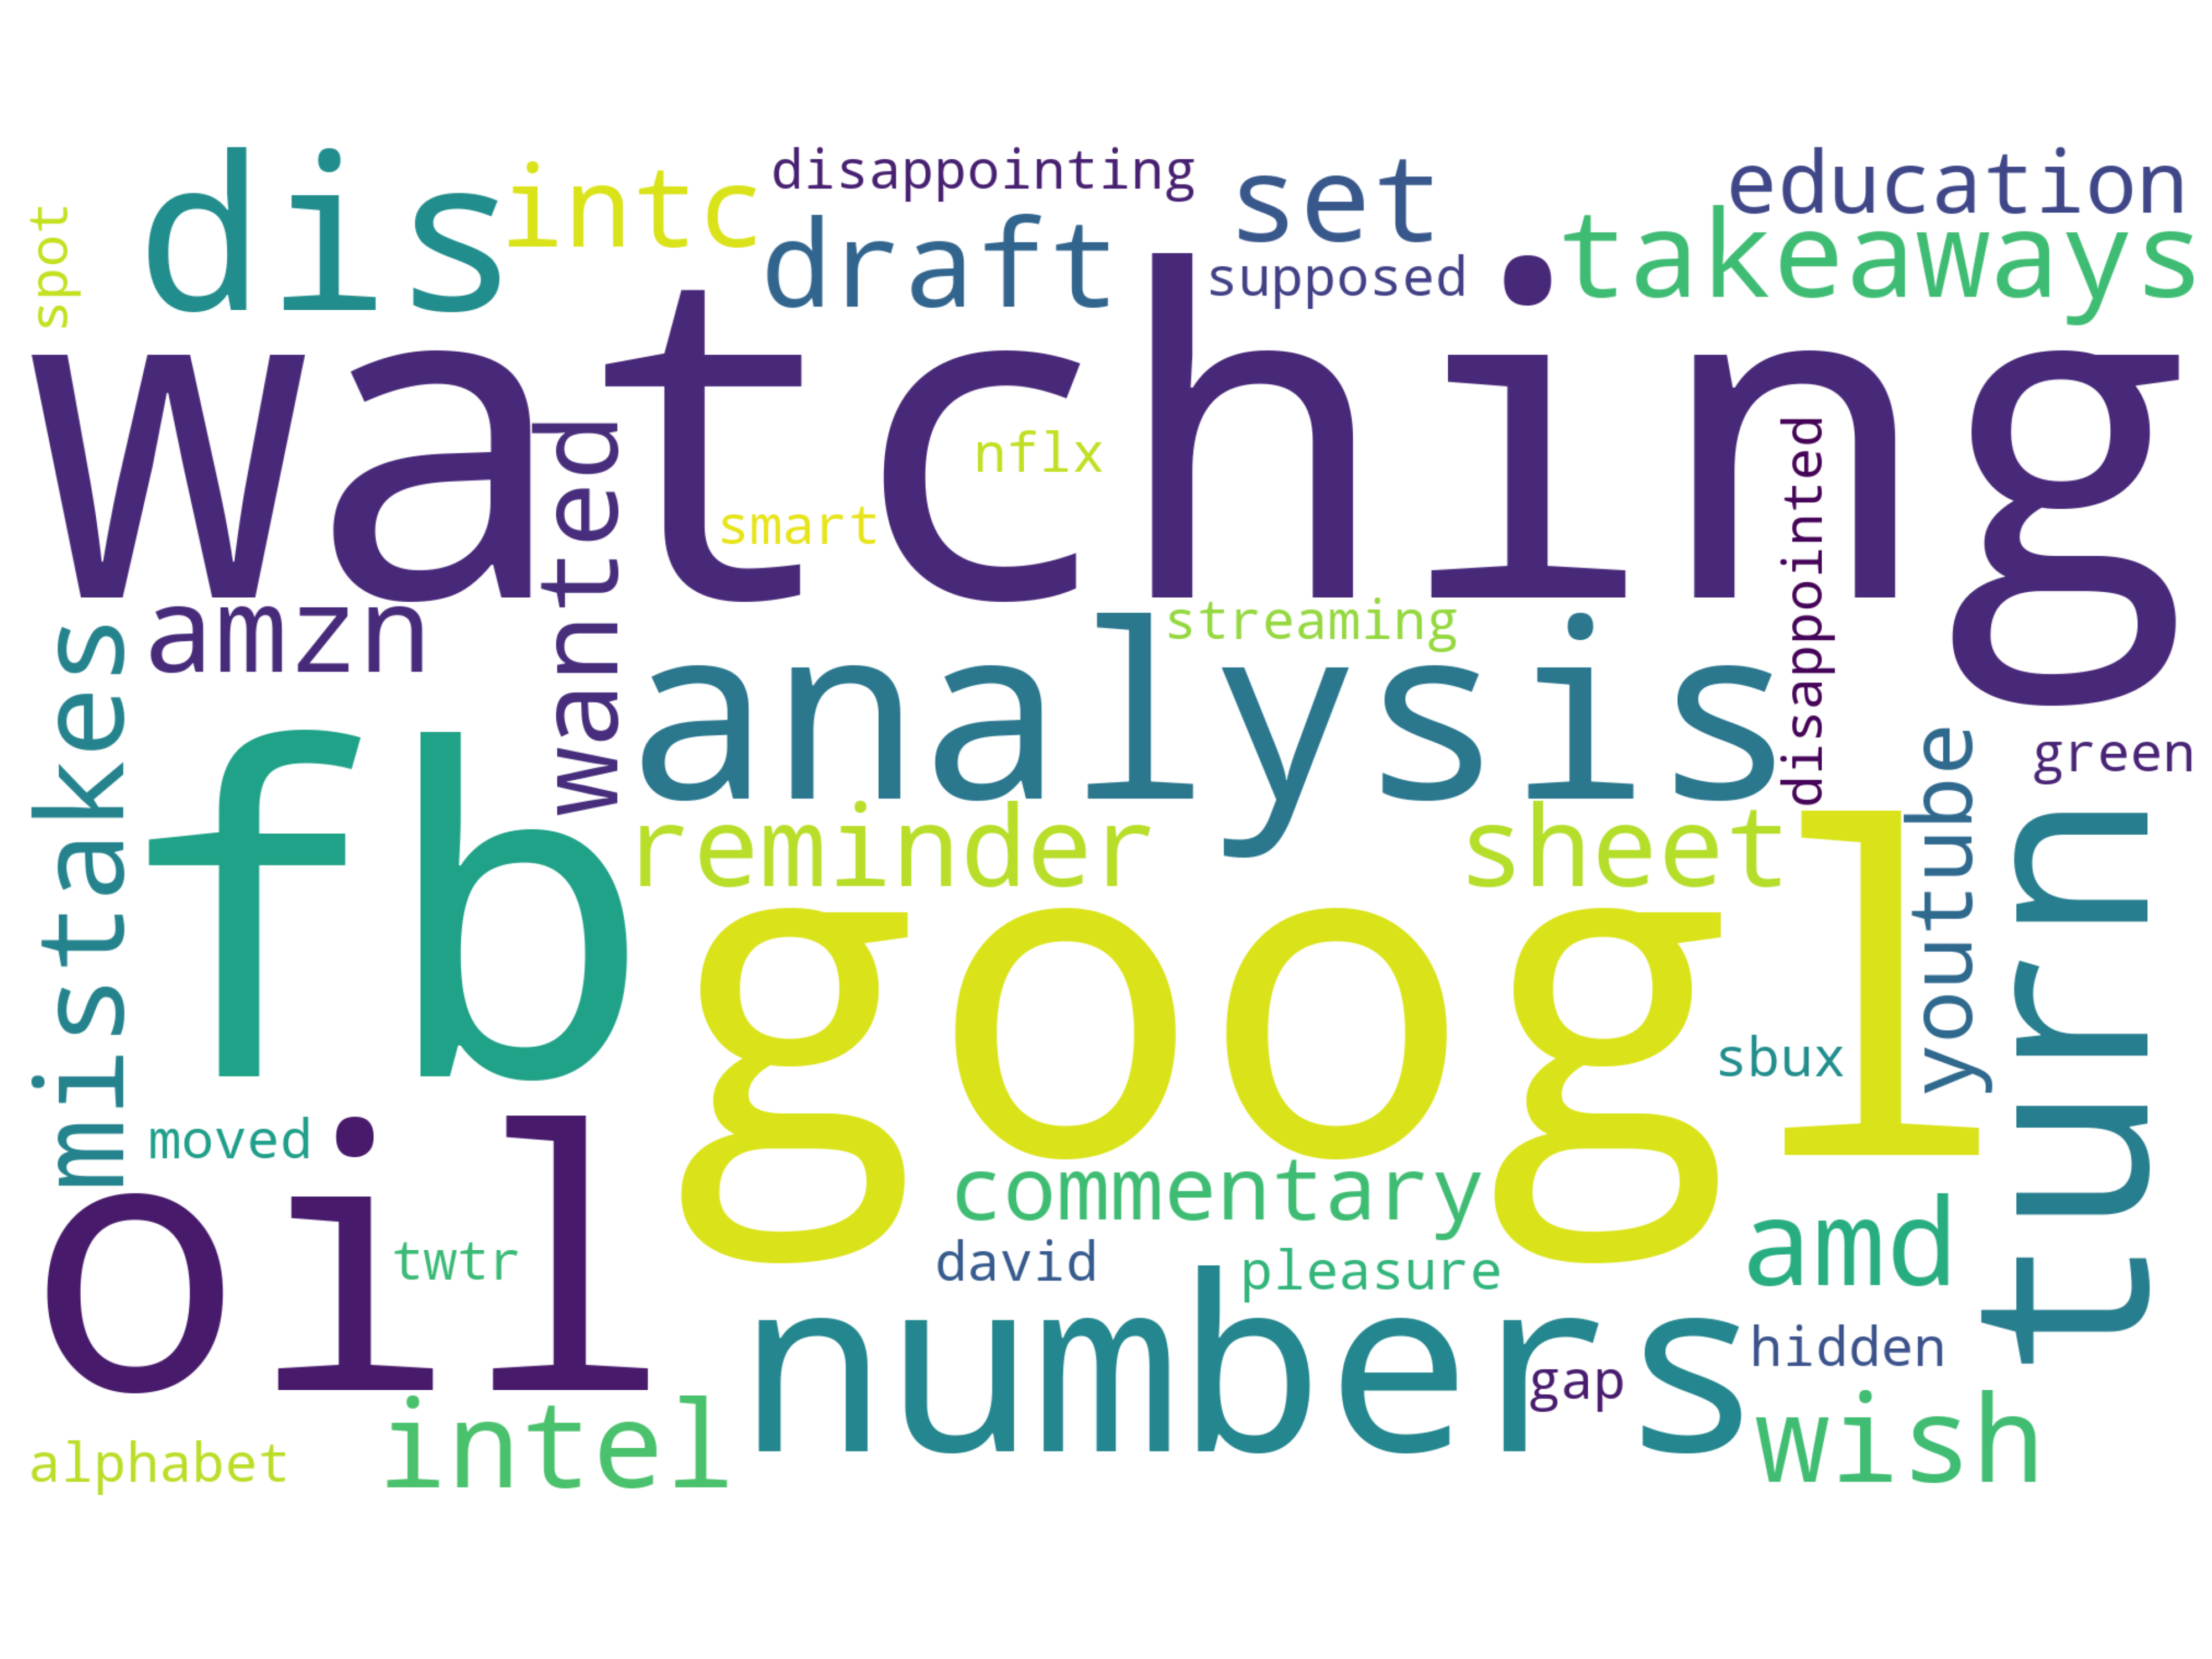 disappointing
education
spot
dis
intc
draft
set
supposed
takeaways
watching
wanted
nflx
smart
disappointed
streaming
amzn
mistakes
analysis
green
youtube
fb
reminder
sheet
googl
turn
sbux
moved
oil
commentary
twtr
david
pleasure
amd
numbers
hidden
gap
intel
wish
alphabet